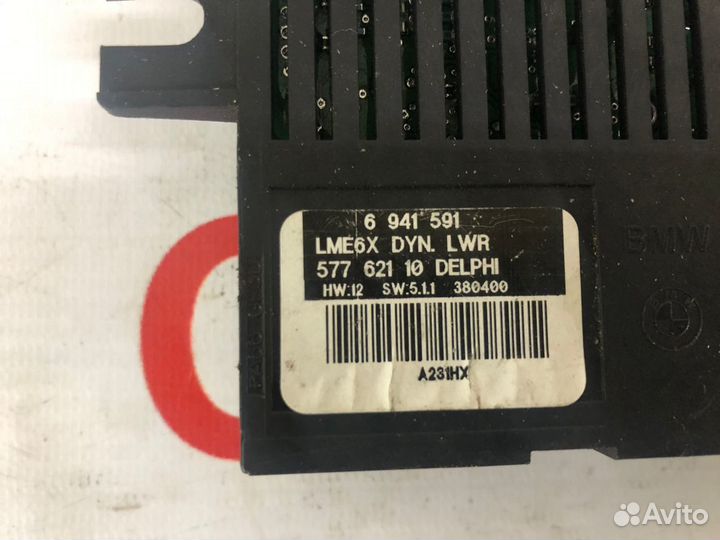 6 941 591
LME6X DYN. LWR
577 621 10 DELPHI
HW:12 SW:5.1.1 380400
A231HX
BMW
Avito